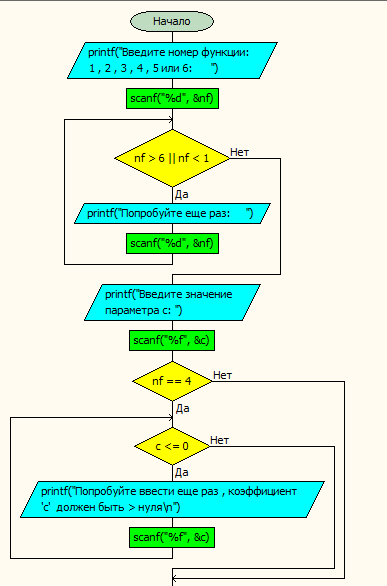 Начало
printf("Введите номер функции:
1 , 2 , 3 , 4 , 5 или 6: ")
scanf("%d", &nf)
nf > 6 || nf < 1
Нет
Да
printf("Попробуйте еще раз: ")
scanf("%d", &nf)
printf("Введите значение
параметра с: ")
scanf("%f", &c)
nf == 4
Нет
Да
c <= 0
Нет
Да
printf("Попробуйте ввести еще раз , коэффициент
'c' должен быть > нуля\n")
scanf("%f", &c)